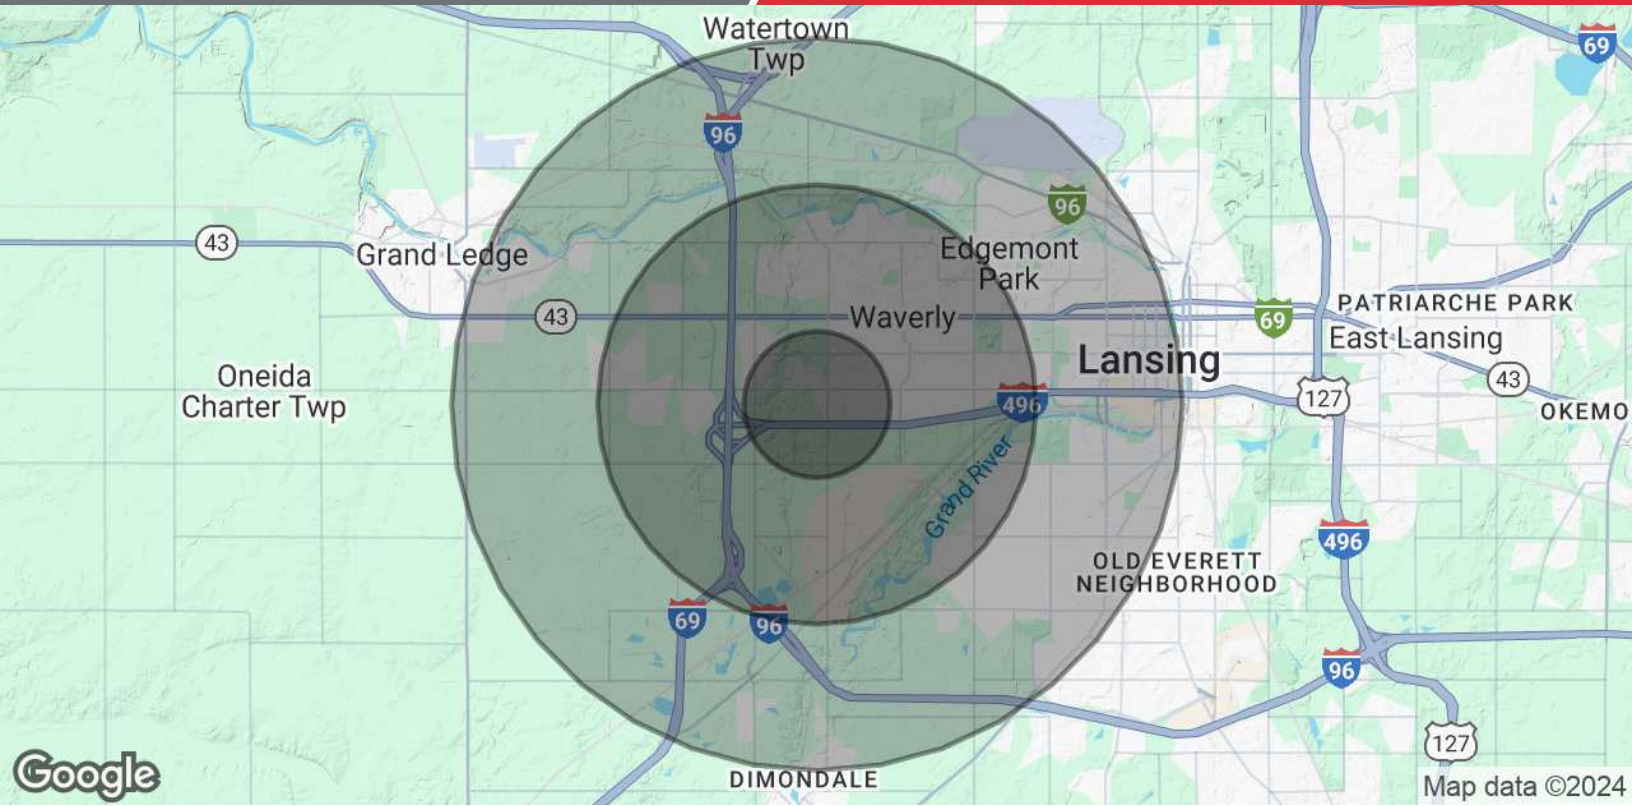 Watertown
Twp
69
96
96
43
Grand Ledge
Edgemont
Park
43
Waverly
69
PATRIARCHE PARK
East Lansing
Lansing
Oneida
Charter Twp
43
127
496
OKEMO
Grand River
496
OLD EVERETT
NEIGHBORHOOD
69
96
96
127
DIMONDALE
Google
Map data ©2024